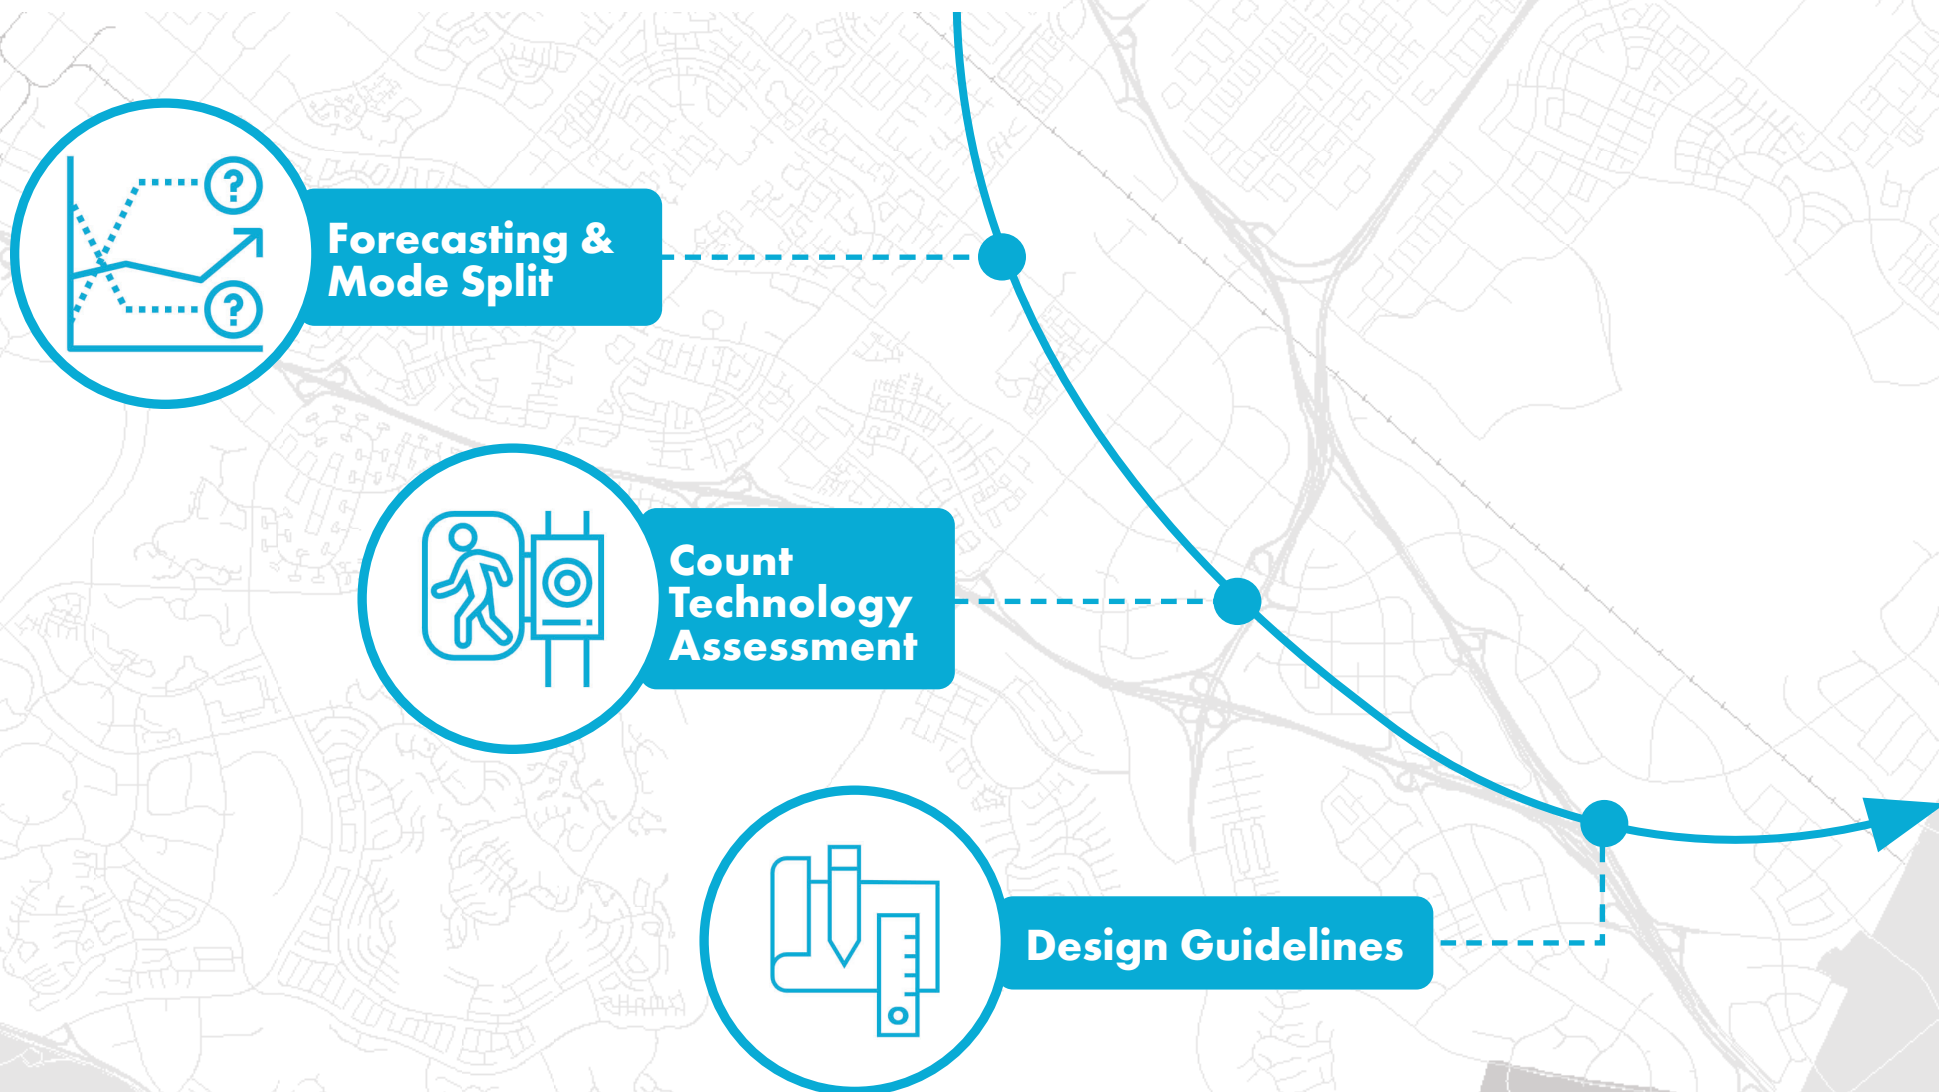 ?
?
Forecasting &
Mode Split
Count
Technology
Assessment
Design Guidelines